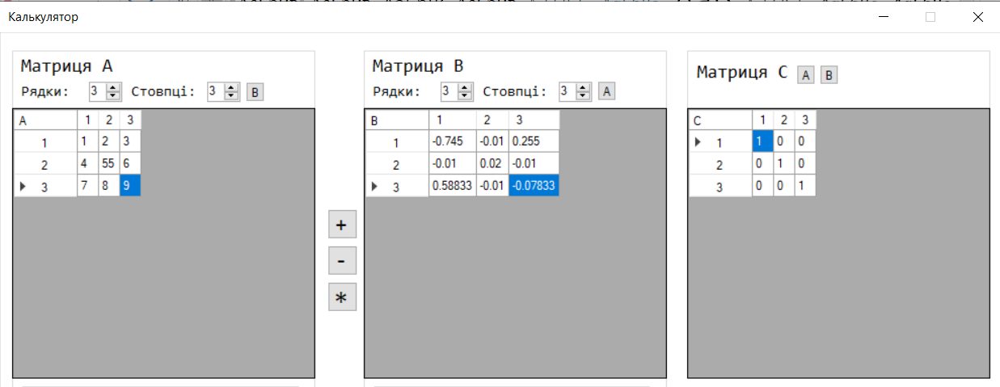 Калькулятор
Матриця A
Рядки: 3 Стовпці: 3 B
A 1 2 3
1 1 2 3
2 4 55 6
3 7 8 9
+
-
*
Матриця B
Рядки: 3 Стовпці: 3 A
B 1 2 3
1 -0.745 -0.01 0.255
2 -0.01 0.02 -0.01
3 0.58833 -0.01 -0.07833
Матриця C A B
C 1 2 3
1 1 0 0
2 0 1 0
3 0 0 1